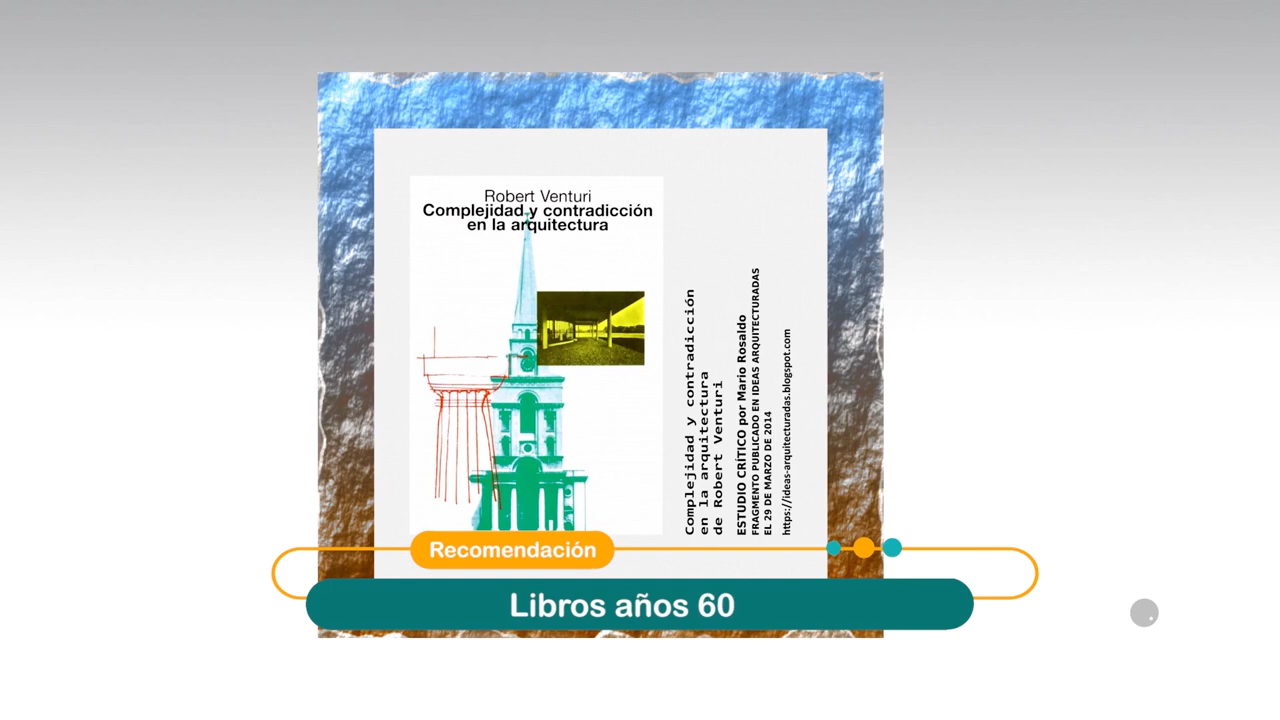 Robert Venturi
Complejidad y contradicción
en la arquitectura
Complejidad y contradicción
en la arquitectura
de Robert Venturi
ESTUDIO CRÍTICO por Mario Rosaldo
FRAGMENTO PUBLICADO EN IDEAS ARQUITECTURADAS
EL 29 DE MARZO DE 2014
https://ideas-arquitecturadas.blogspot.com
Recomendación
Libros años 60